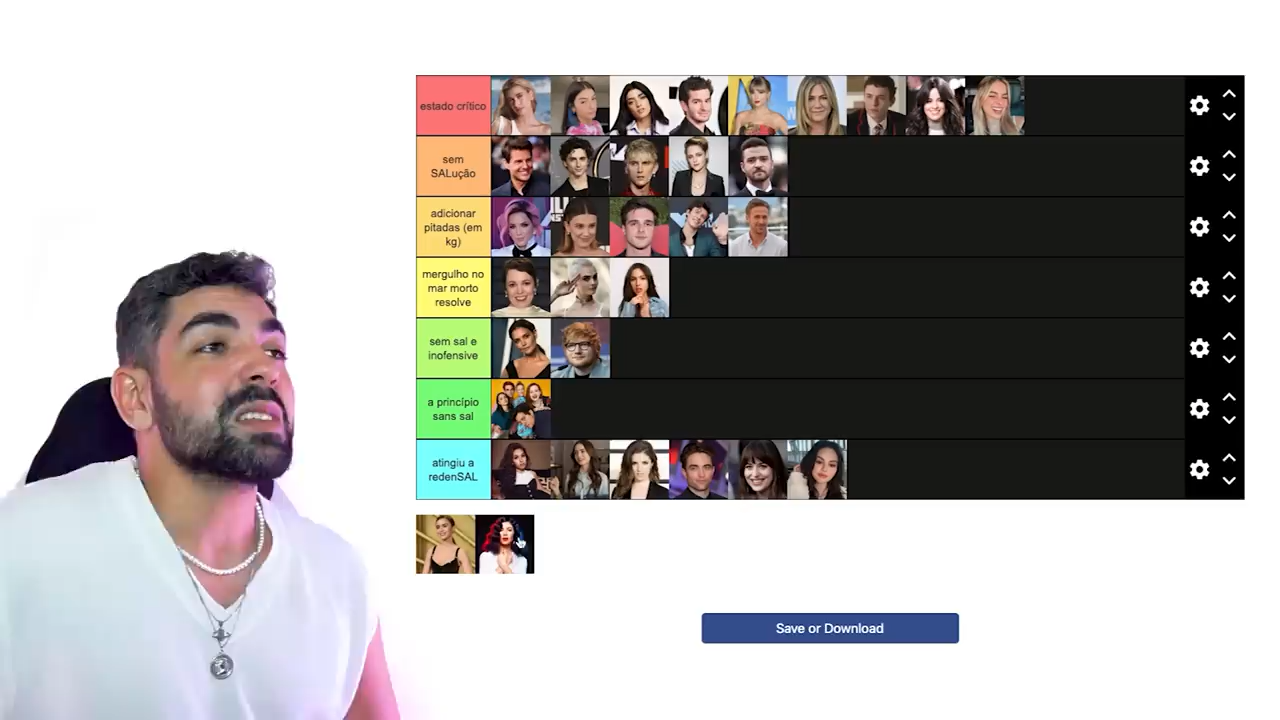 estado crítico
sem
SALução
adicionar
pitadas (em
kg)
mergulho no
mar morto
resolve
sem sal e
inofensive
a princípio
sans sal
atingiu a
redenSAL
Save or Download